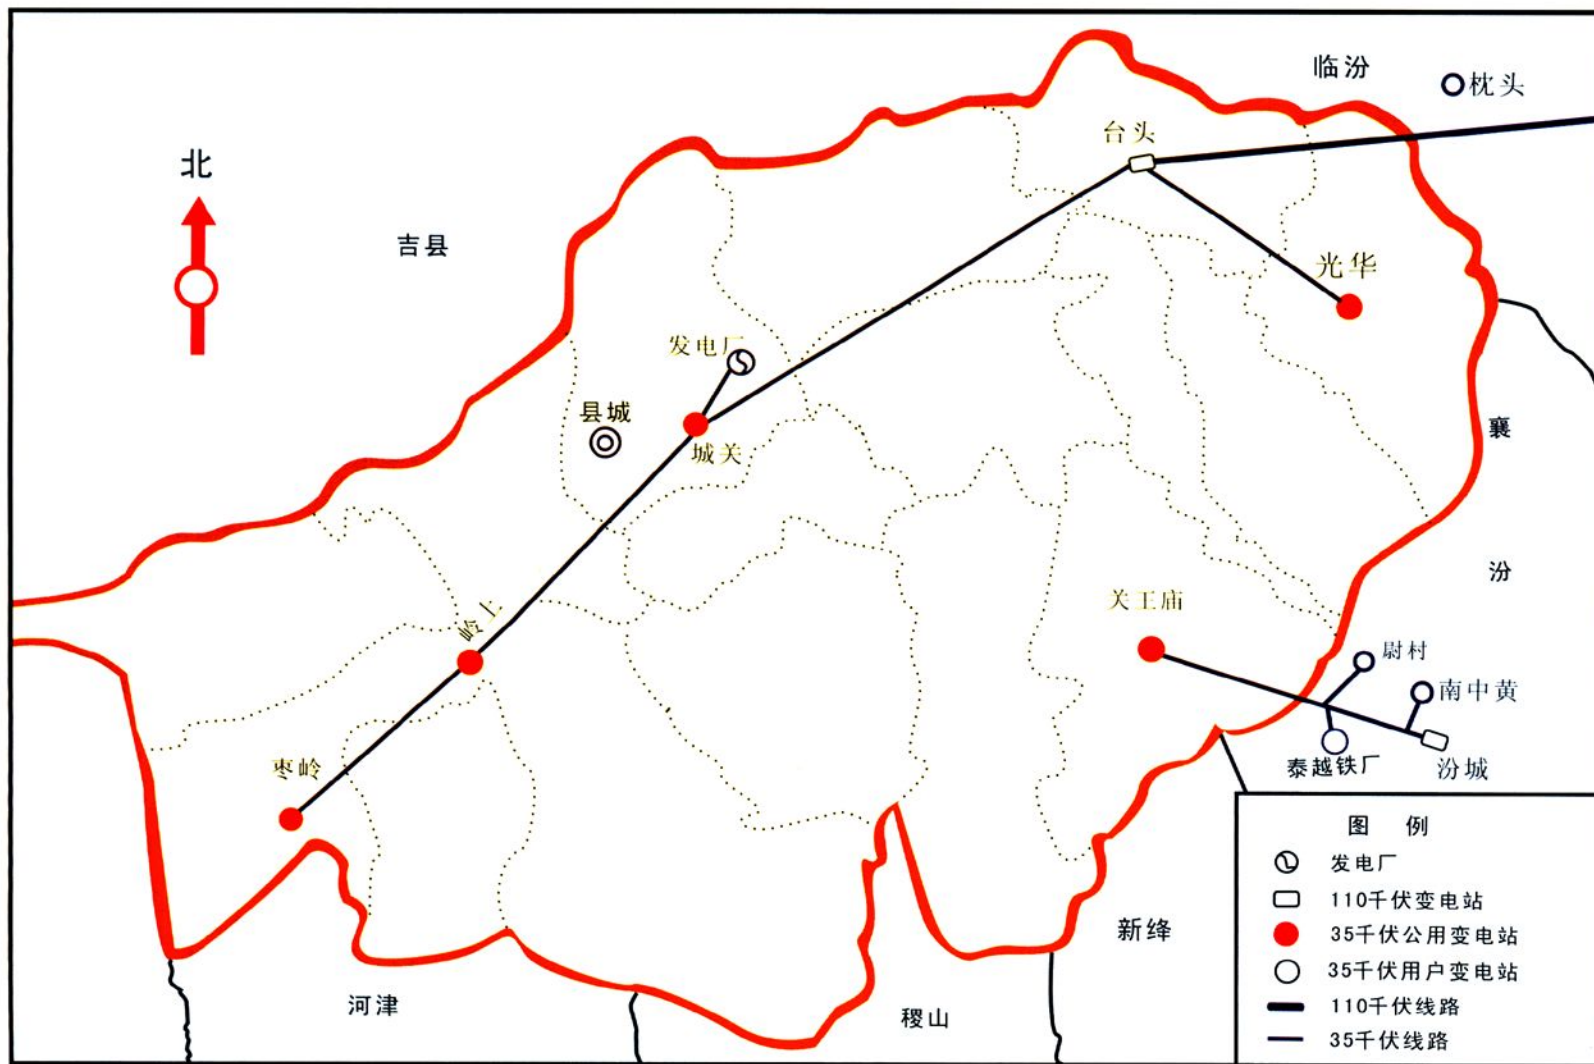 临汾
枕头
台头
北
吉县
光华
发电厂
县城
城关
襄
汾
关王庙
岭上
尉村
南中黄
枣岭
泰越铁厂
汾城
图 例
发电厂
110千伏变电站
35千伏公用变电站
35千伏用户变电站
110千伏线路
35千伏线路
新绛
河津
稷山